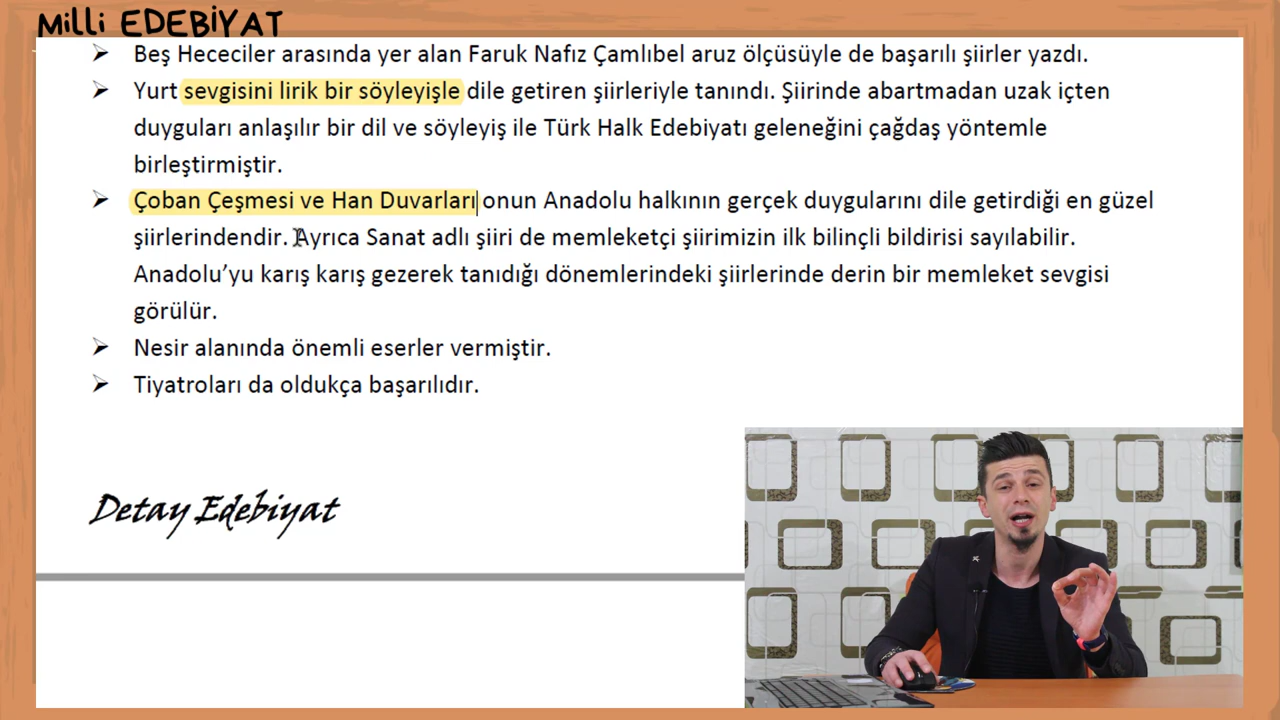 MiLLi EDEBİYAT
➢ Beş Hececiler arasında yer alan Faruk Nafız Çamlıbel aruz ölçüsüyle de başarılı şiirler yazdı.
➢ Yurt sevgisini lirik bir söyleyişle dile getiren şiirleriyle tanındı. Şiirinde abartmadan uzak içten
duyguları anlaşılır bir dil ve söyleyiş ile Türk Halk Edebiyatı geleneğini çağdaş yöntemle
birleştirmiştir.
➢ Çoban Çeşmesi ve Han Duvarları onun Anadolu halkının gerçek duygularını dile getirdiği en güzel
şiirlerindendir. Ayrıca Sanat adlı şiiri de memleketçi şiirimizin ilk bilinçli bildirisi sayılabilir.
Anadolu’yu karış karış gezerek tanıdığı dönemlerindeki şiirlerinde derin bir memleket sevgisi
görülür.
➢ Nesir alanında önemli eserler vermiştir.
➢ Tiyatroları da oldukça başarılıdır.
Detay Edebiyat